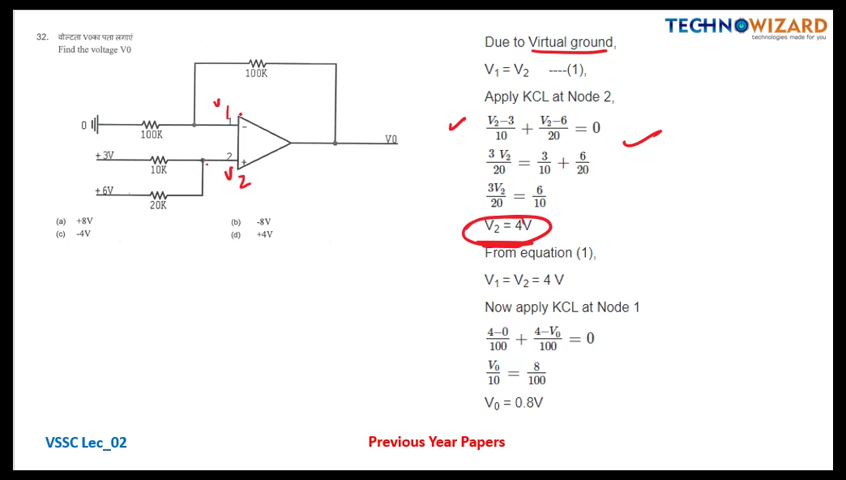 TECHNOWIZARD
technologies made for you
32. वोल्टता Voका पता लगाएं
Find the voltage V0
100K
0
100K
1
-
+3V
10K
2
+
V0
+6V
20K
V1
V2
(a) +8V (b) -8V
(c) -4V (d) +4V
Due to Virtual ground,
V₁ = V₂ ----(1),
Apply KCL at Node 2,
V₂−3/10 + V₂−6/20 = 0
3 V₂/20 = 3/10 + 6/20
3V₂/20 = 6/10
V₂ = 4V
From equation (1),
V₁ = V₂ = 4 V
Now apply KCL at Node 1
4−0/100 + 4−V₀/100 = 0
V₀/10 = 8/100
V₀ = 0.8V
VSSC Lec_02
Previous Year Papers